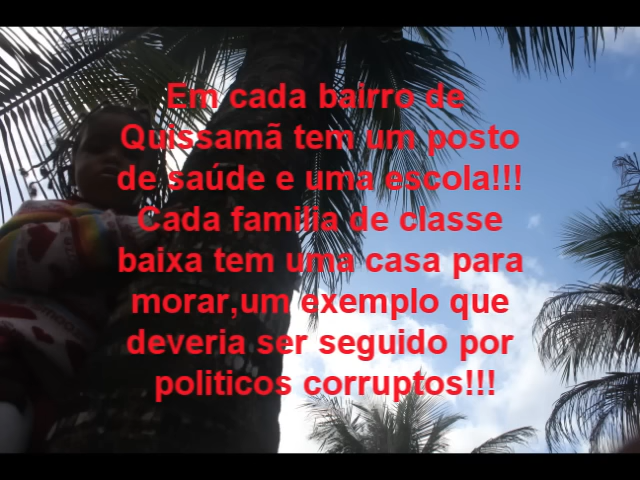 Em cada bairro de
Quissamã tem um posto
de saúde e uma escola!!!
Cada familia de classe
baixa tem uma casa para
morar,um exemplo que
deveria ser seguido por
politicos corruptos!!!